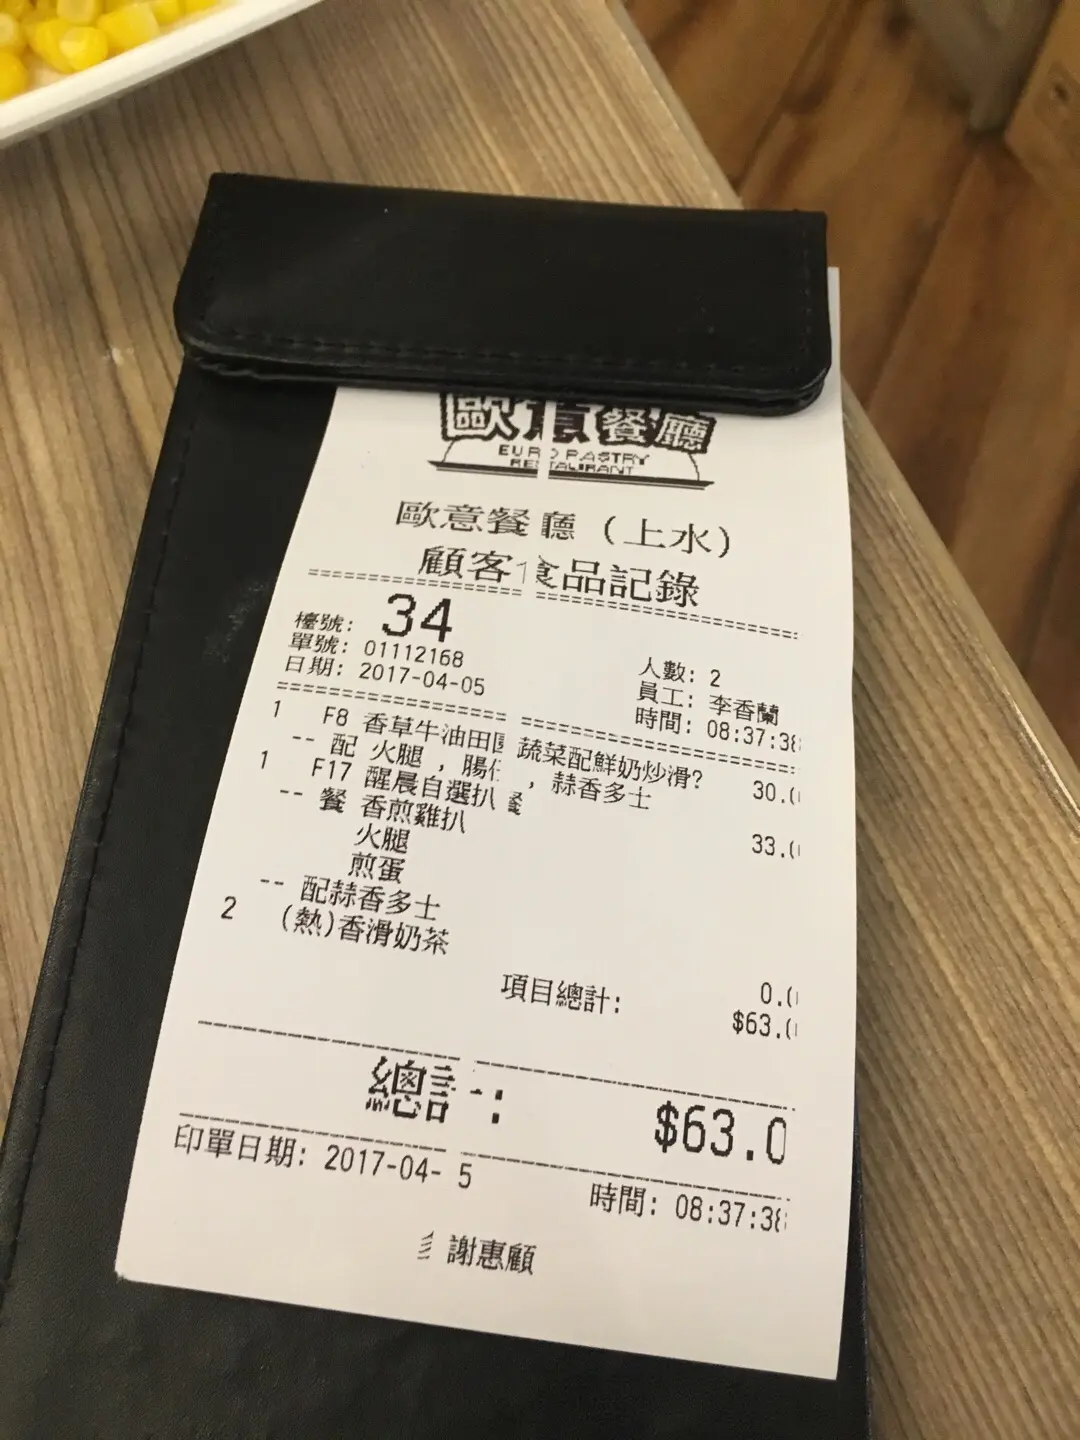 歐意餐廳
EURO PASTRY
RESTAURANT
歐意餐廳 (上水)
顧客食品記錄
檯號: 34
單號: 01112168
日期: 2017-04-05
人數: 2
員工: 李香蘭
時間: 08:37:38
1 F8 香草牛油田園蔬菜配鮮奶炒滑? 30.0
-- 配 火腿 , 腸仔 , 蒜香多士
1 F17 醒晨自選扒餐 33.0
-- 餐 香煎雞扒
火腿
煎蛋
-- 配蒜香多士
2 (熱)香滑奶茶 0.0
項目總計: $63.0
總計: $63.0
印單日期: 2017-04- 5
時間: 08:37:38
謝惠顧